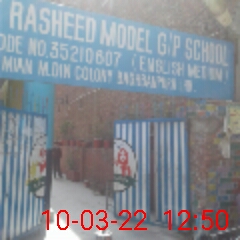 RASHEED MODEL G/P SCHOOL
ODE NO. 35210607 ( ENGLISH MEDIUM )
MIAN M.DIN COLONY
10-03-22 12:50